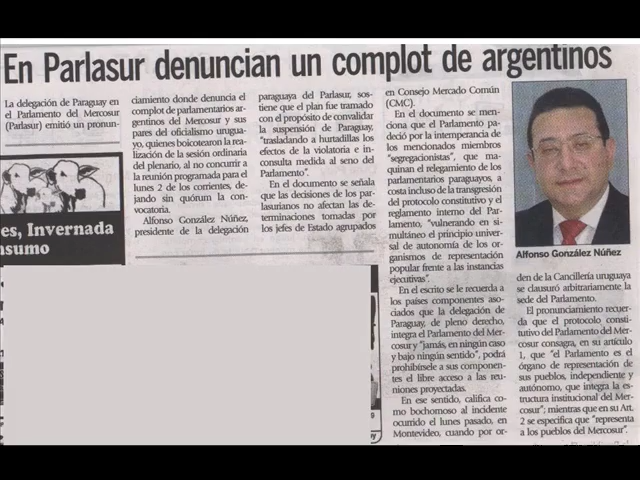 En Parlasur denuncian un complot de argentinos
La delegación de Paraguay en
el Parlamento del Mercosur
(Parlasur) emitió un pronun-
ciamiento donde denuncia el
complot de parlamentarios ar-
gentinos del Mercosur y sus
pares del oficialismo urugua-
yo, quienes boicotearon la rea-
lización de la sesión ordinaria
del plenario, al no concurrir a
la reunión programada para el
lunes 2 de los corrientes, de-
jando sin quórum la con-
vocatoria.
Alfonso González Núñez,
presidente de la delegación
paraguaya del Parlasur, sos-
tiene que el plan fue tramado
con el propósito de convalidar
la suspensión de Paraguay,
"trasladando a hurtadillas los
efectos de la violatoria e in-
consulta medida al seno del
Parlamento".
En el documento se señala
que las decisiones de los par-
lasurianos no afectan las de-
terminaciones tomadas por
los jefes de Estado agrupados
en Consejo Mercado Común
(CMC).
En el documento se men-
ciona que el Parlamento pa-
deció por la intemperancia de
los mencionados miembros
"segregacionistas", que ma-
quinan el relegamiento de los
parlamentarios paraguayos, a
costa incluso de la transgresión
del protocolo constitutivo y el
reglamento interno del Par-
lamento, "vulnerando en si-
multáneo el principio universal
de autonomía de los or-
ganismos de representación
popular frente a las instancias
ejecutivas".
En el escrito se le recuerda a
los países componentes aso-
ciados que la delegación de
Paraguay, de pleno derecho,
integra el Parlamento del Mer-
cosur y "jamás, en ningún caso
y bajo ningún sentido", podrá
prohibírsele a sus componen-
tes el libre acceso a las reu-
niones proyectadas.
En ese sentido, califica co-
mo bochornoso al incidente
ocurrido el lunes pasado, en
Montevideo, cuando por or-
Alfonso González Núñez
den de la Cancillería uruguaya
se clausuró arbitrariamente la
sede del Parlamento.
El pronunciamiento recuer-
da que el protocolo constitu-
tivo del Parlamento del Mer-
cosur consagra, en su artículo
1, que "el Parlamento es el
órgano de representación de
sus pueblos, independiente y
autónomo, que integra la es-
tructura institucional del Mer-
cosur"; mientras que en su Art.
2 se especifica que "representa
a los pueblos del Mercosur".
es, Invernada
nsumo